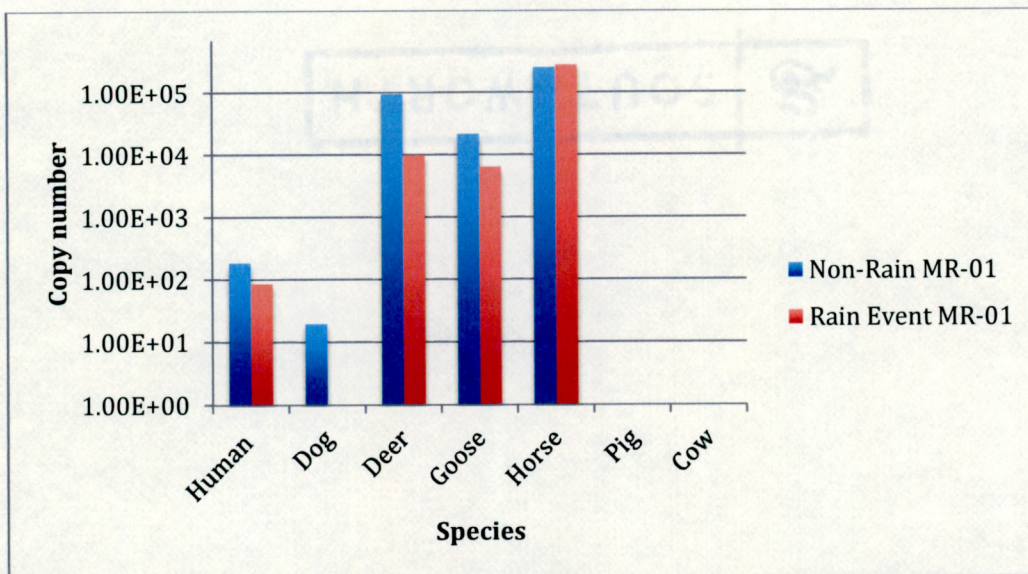 1.00E+05
1.00E+04
1.00E+03
1.00E+02
1.00E+01
1.00E+00
Copy number
Human
Dog
Deer
Goose
Horse
Pig
Cow
Species
Non-Rain MR-01
Rain Event MR-01